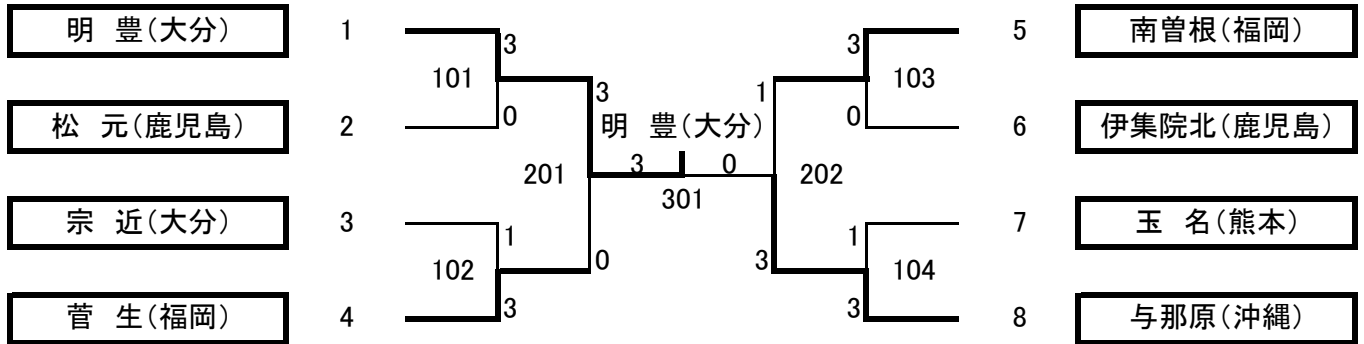 明 豊(大分) 1 3 3 5 南曽根(福岡)
101 103
3 1
松 元(鹿児島) 2 0 明 豊(大分) 0 6 伊集院北(鹿児島)
201 3 0 202
301
宗 近(大分) 3 1 1 7 玉 名(熊本)
102 0 3 104
菅 生(福岡) 4 3 3 8 与那原(沖縄)